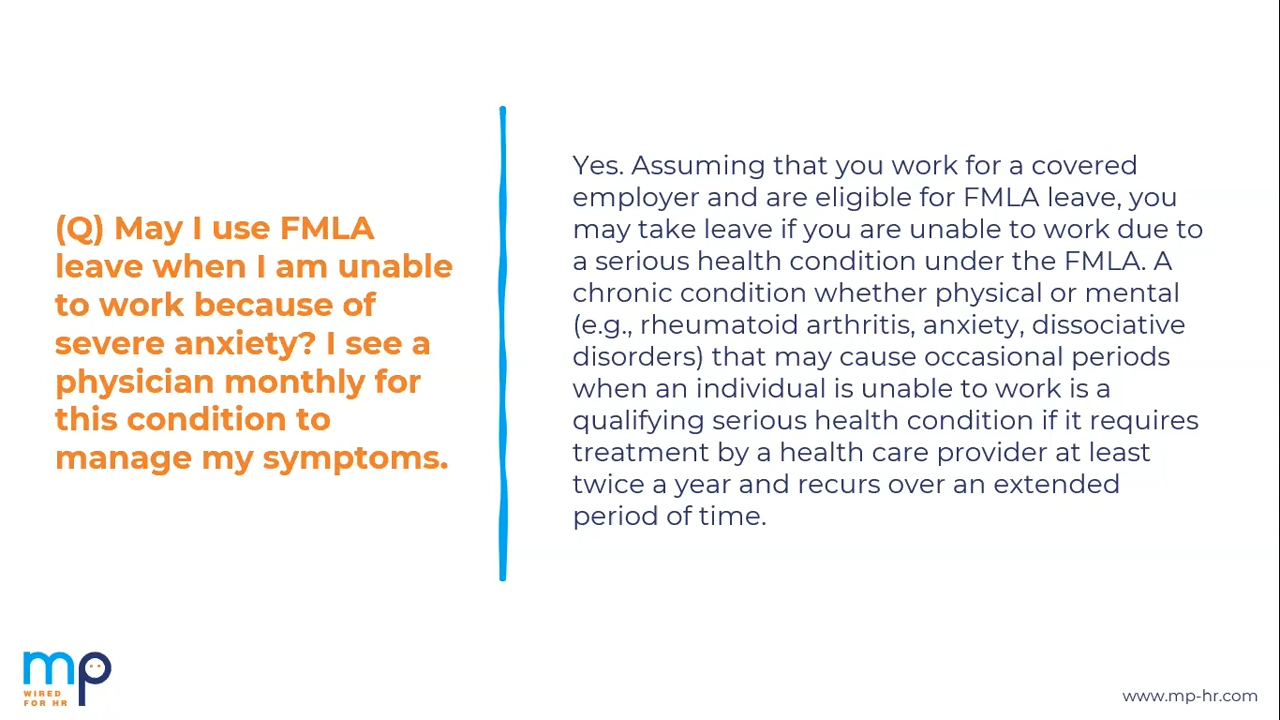 (Q) May I use FMLA
leave when I am unable
to work because of
severe anxiety? I see a
physician monthly for
this condition to
manage my symptoms.
Yes. Assuming that you work for a covered
employer and are eligible for FMLA leave, you
may take leave if you are unable to work due to
a serious health condition under the FMLA. A
chronic condition whether physical or mental
(e.g., rheumatoid arthritis, anxiety, dissociative
disorders) that may cause occasional periods
when an individual is unable to work is a
qualifying serious health condition if it requires
treatment by a health care provider at least
twice a year and recurs over an extended
period of time.
mp
WIRED
FOR HR
www.mp-hr.com